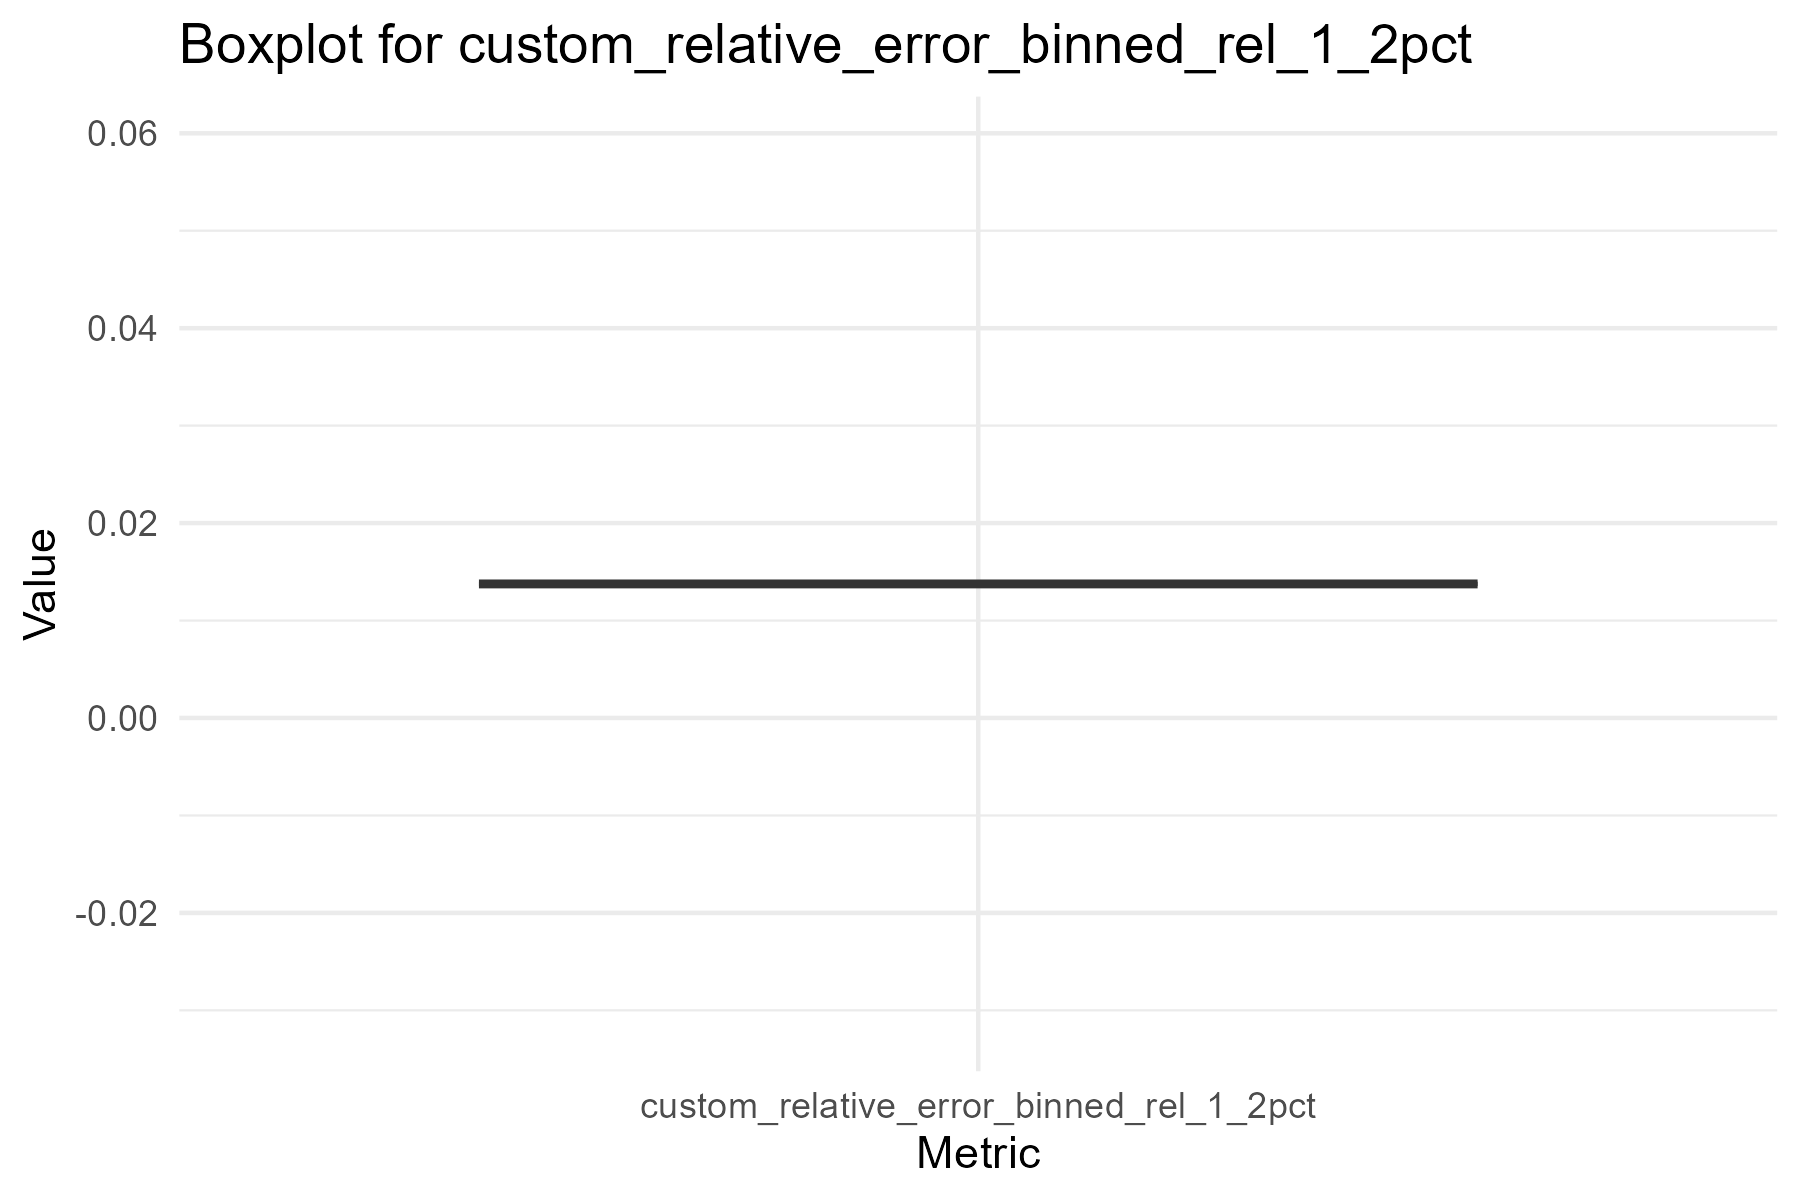 Boxplot for custom_relative_error_binned_rel_1_2pct
0.06
0.04
0.02
0.00
-0.02
Value
custom_relative_error_binned_rel_1_2pct
Metric